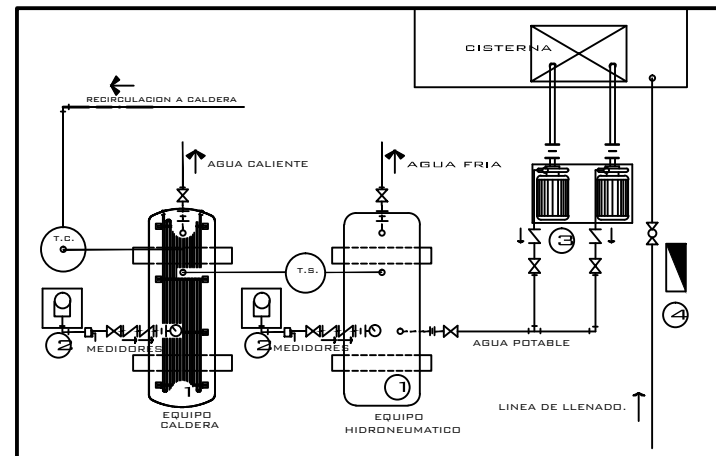 CISTERNA
RECIRCULACION A CALDERA
AGUA CALIENTE
AGUA FRIA
T.C.
T.S.
3
4
2
MEDIDORES
2
MEDIDORES
AGUA POTABLE
1
1
EQUIPO
CALDERA
EQUIPO
HIDRONEUMATICO
LINEA DE LLENADO.